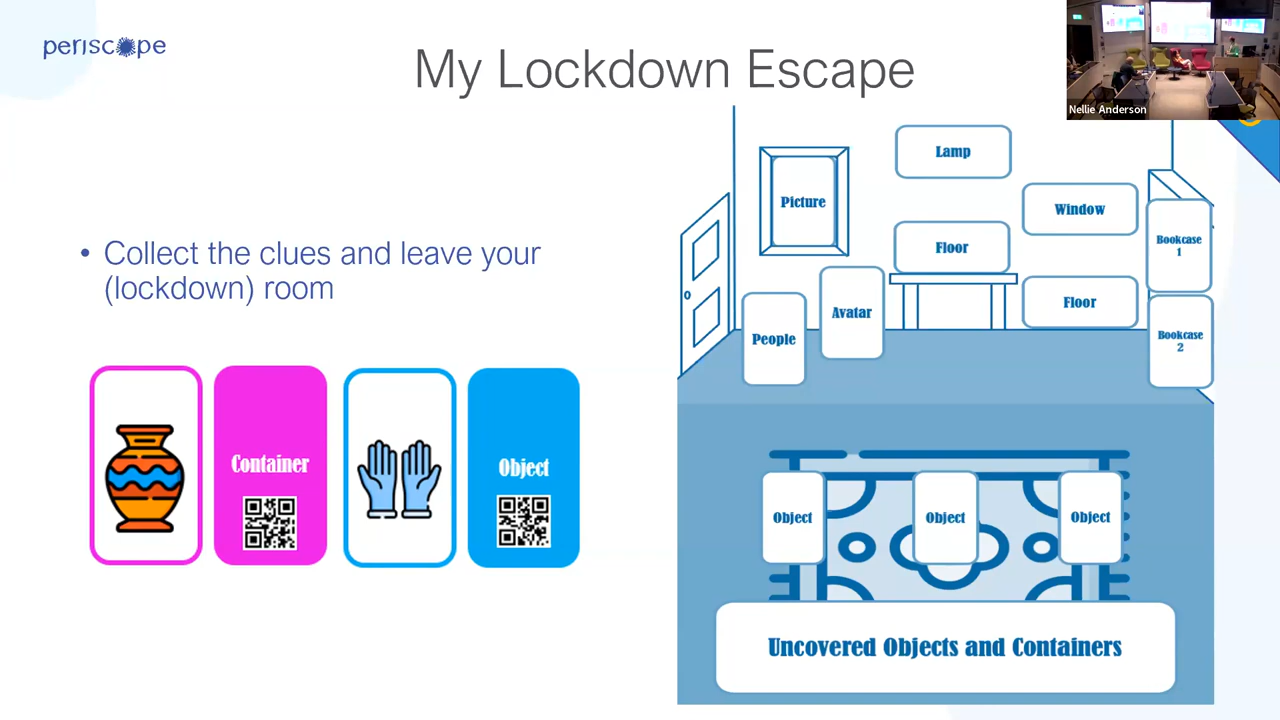 periscope
My Lockdown Escape
Nellie Anderson
• Collect the clues and leave your
(lockdown) room
Container
Object
Picture
Lamp
Window
Floor
Bookcase
1
Avatar
Floor
People
Bookcase
2
Object
Object
Object
Uncovered Objects and Containers